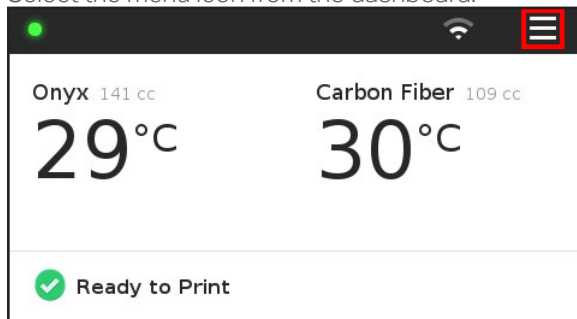 Select the menu icon from the dashboard.
Onyx 141 cc
Carbon Fiber 109 cc
29°C
30°C
Ready to Print